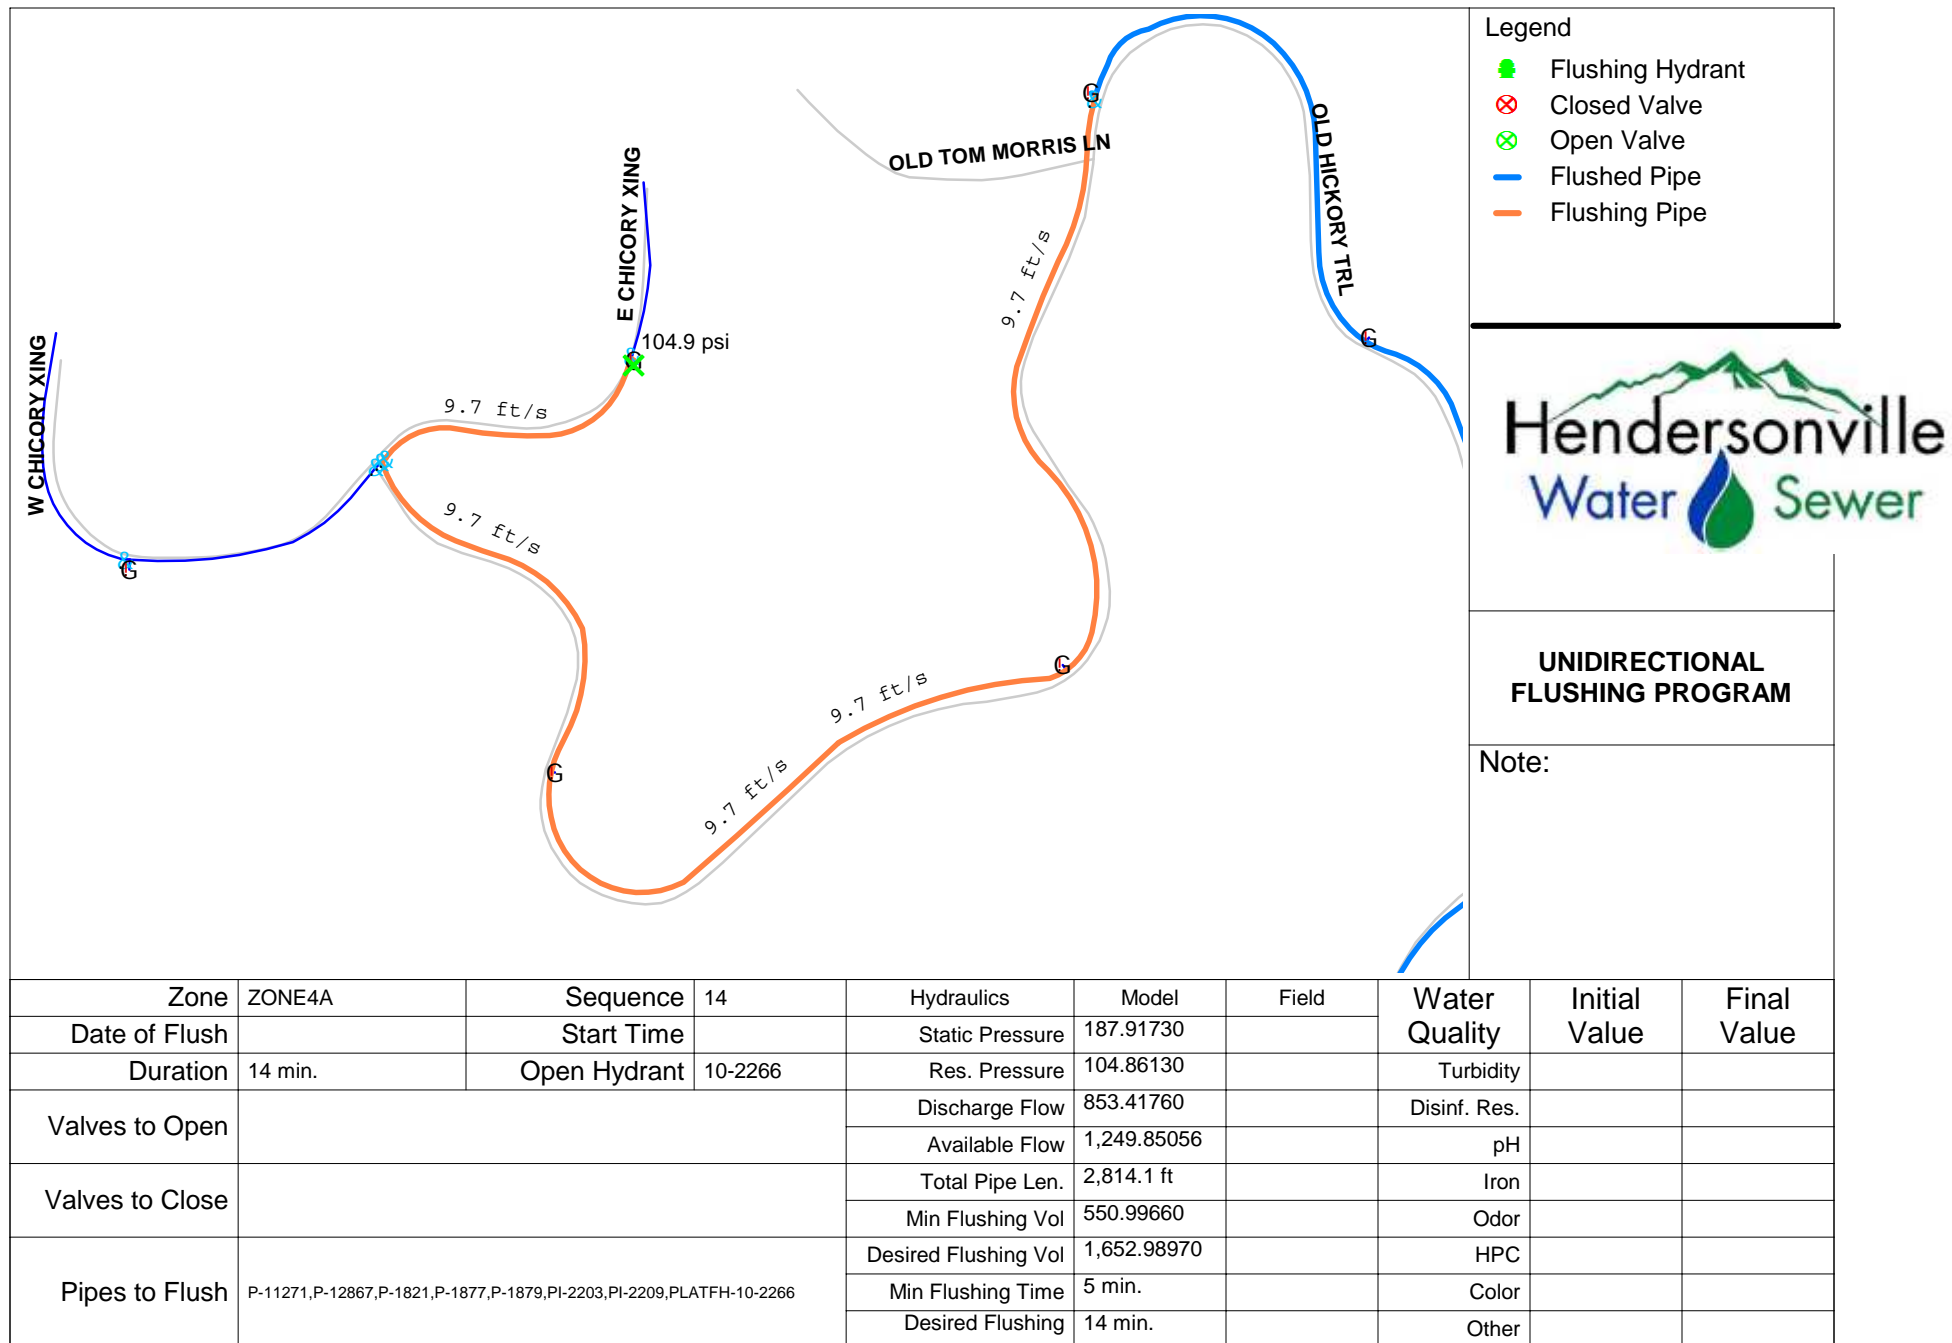 Legend
Flushing Hydrant
Closed Valve
Open Valve
Flushed Pipe
Flushing Pipe
OLD TOM MORRIS LN
OLD HICKORY TRL
E CHICORY XING
W CHICORY XING
104.9 psi
9.7 ft/s
9.7 ft/s
9.7 ft/s
9.7 ft/s
9.7 ft/s
G
G
G
G
G
G
Hendersonville
Water Sewer
UNIDIRECTIONAL
FLUSHING PROGRAM
Note:
Zone ZONE4A Sequence 14 Hydraulics Model Field Water Quality Initial Value Final Value
Date of Flush Start Time Static Pressure 187.91730
Duration 14 min. Open Hydrant 10-2266 Res. Pressure 104.86130 Turbidity
Valves to Open Discharge Flow 853.41760 Disinf. Res.
Available Flow 1,249.85056 pH
Valves to Close Total Pipe Len. 2,814.1 ft Iron
Min Flushing Vol 550.99660 Odor
Desired Flushing Vol 1,652.98970 HPC
Pipes to Flush P-11271,P-12867,P-1821,P-1877,P-1879,PI-2203,PI-2209,PLATFH-10-2266 Min Flushing Time 5 min. Color
Desired Flushing 14 min. Other